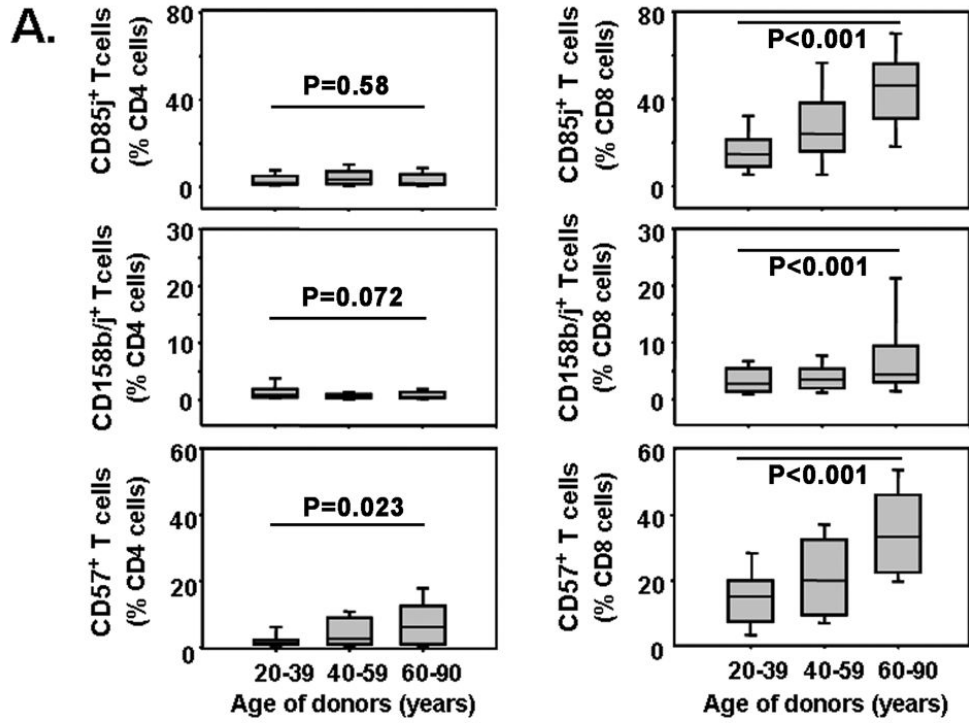 A.
CD85j⁺ Tcells
(% CD4 cells)
80
40
0
P=0.58
CD85j⁺ T cells
(% CD8 cells)
80
40
0
P<0.001
CD158b/j⁺ Tcells
(% CD4 cells)
30
20
10
0
P=0.072
CD158b/j⁺ Tcells
(% CD8 cells)
30
20
10
0
P<0.001
CD57⁺ T cells
(% CD4 cells)
60
40
20
0
P=0.023
20-39 40-59 60-90
Age of donors (years)
CD57⁺ T cells
(% CD8 cells)
60
40
20
0
P<0.001
20-39 40-59 60-90
Age of donors (years)